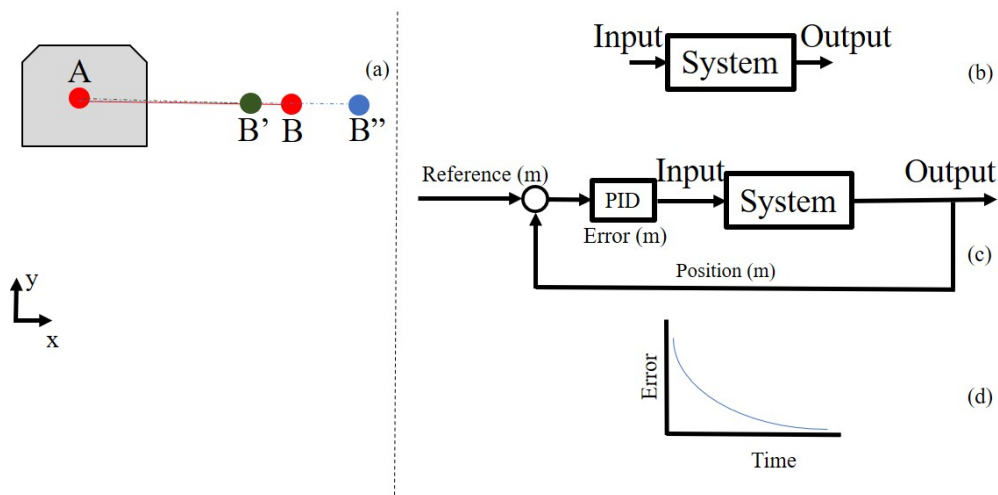 (a)
A
B’
B
B’’
y
x
Input
Output
System
(b)
Reference (m)
Input
Output
PID
System
Error (m)
(c)
Position (m)
Error
(d)
Time